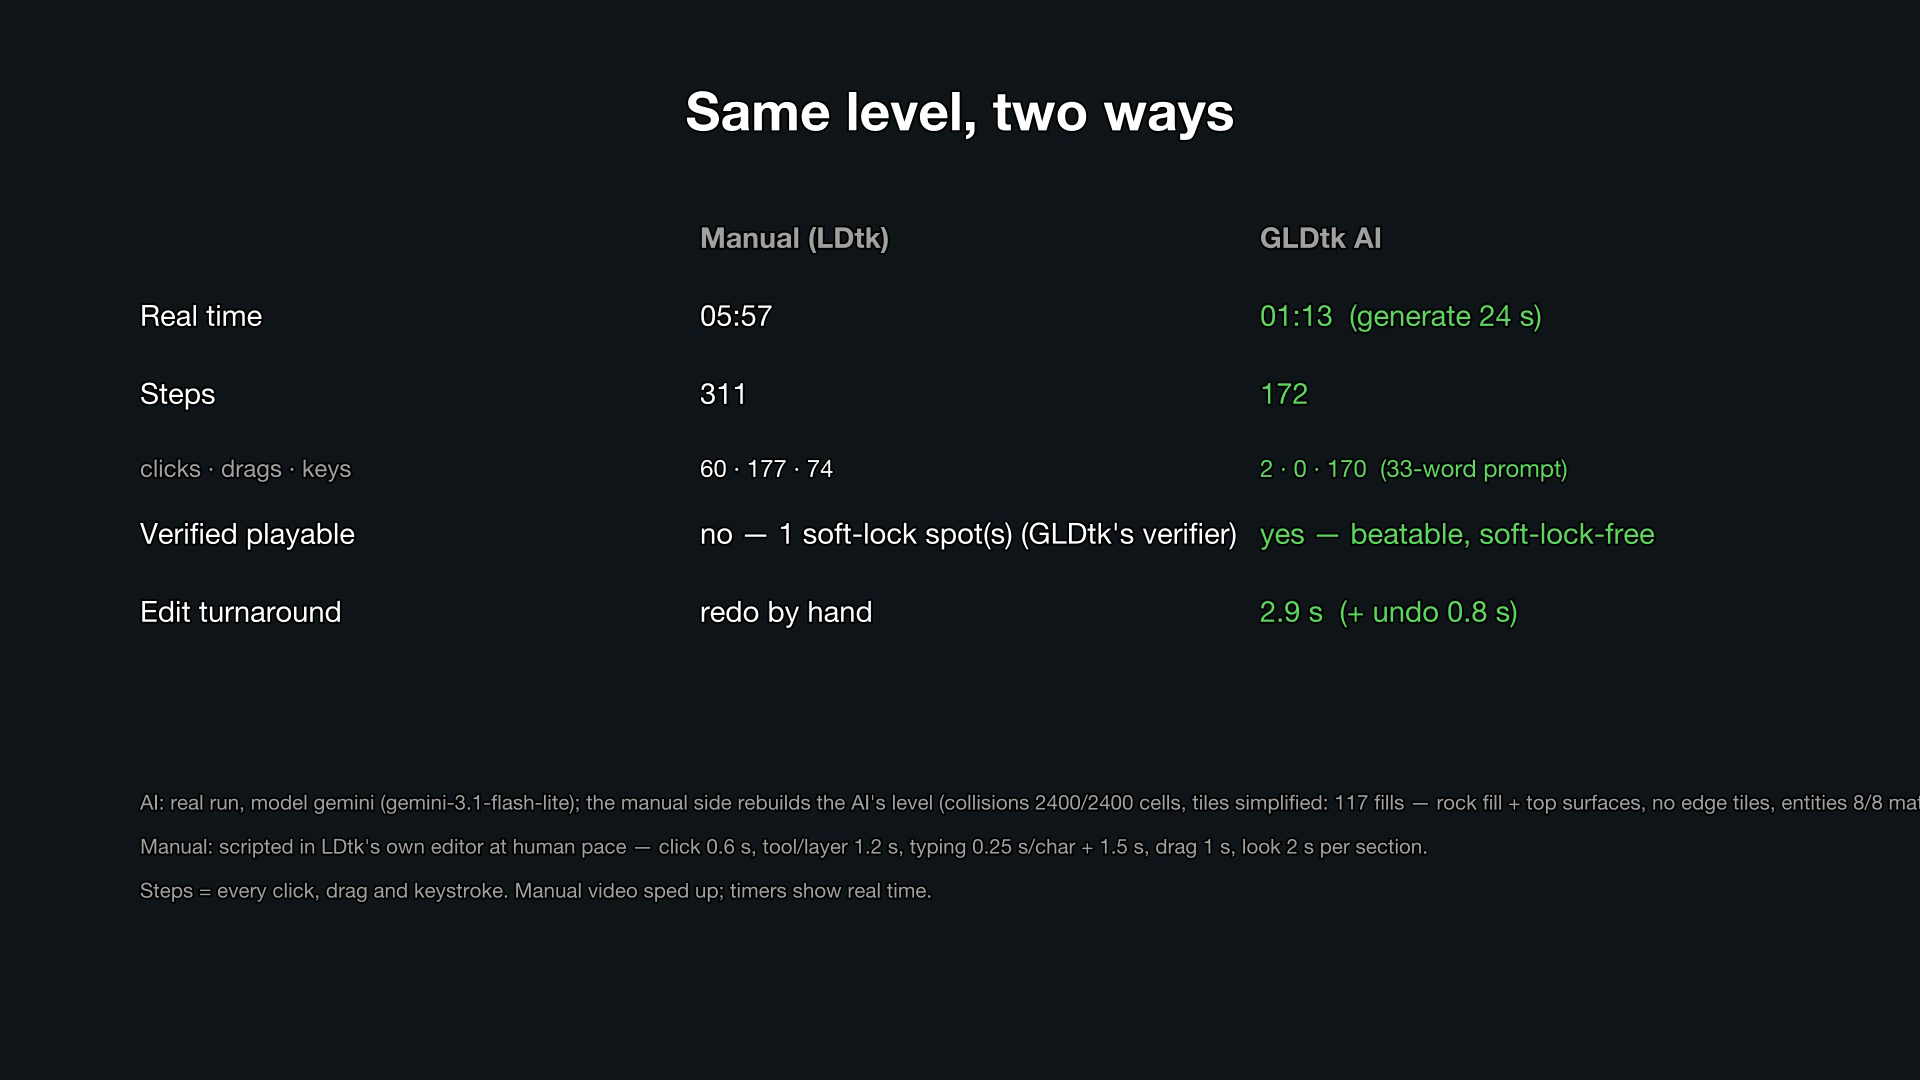 Same level, two ways
Manual (LDtk) GLDtk AI
Real time 05:57 01:13 (generate 24 s)
Steps 311 172
clicks · drags · keys 60 · 177 · 74 2 · 0 · 170 (33-word prompt)
Verified playable no — 1 soft-lock spot(s) (GLDtk's verifier) yes — beatable, soft-lock-free
Edit turnaround redo by hand 2.9 s (+ undo 0.8 s)
AI: real run, model gemini (gemini-3.1-flash-lite); the manual side rebuilds the AI's level (collisions 2400/2400 cells, tiles simplified: 117 fills — rock fill + top surfaces, no edge tiles, entities 8/8
Manual: scripted in LDtk's own editor at human pace — click 0.6 s, tool/layer 1.2 s, typing 0.25 s/char + 1.5 s, drag 1 s, look 2 s per section.
Steps = every click, drag and keystroke. Manual video sped up; timers show real time.